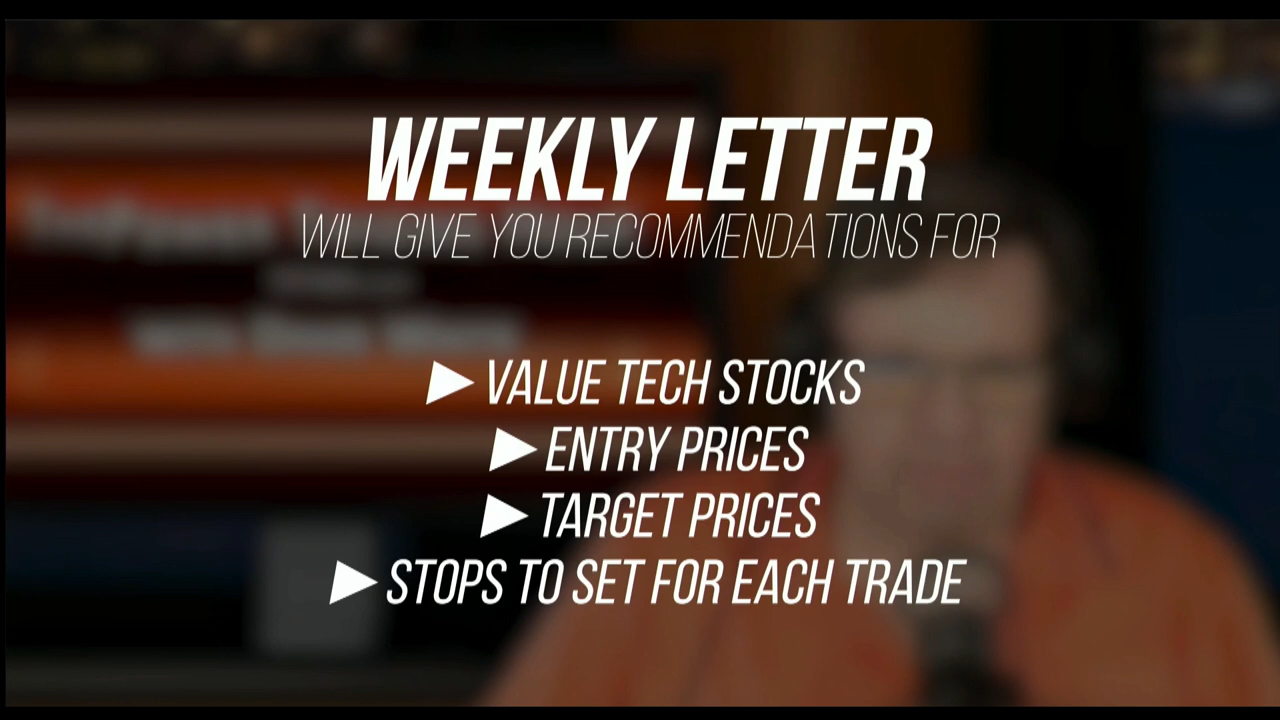 WEEKLY LETTER
WILL GIVE YOU RECOMMENDATIONS FOR
▶ VALUE TECH STOCKS
▶ ENTRY PRICES
▶ TARGET PRICES
▶ STOPS TO SET FOR EACH TRADE